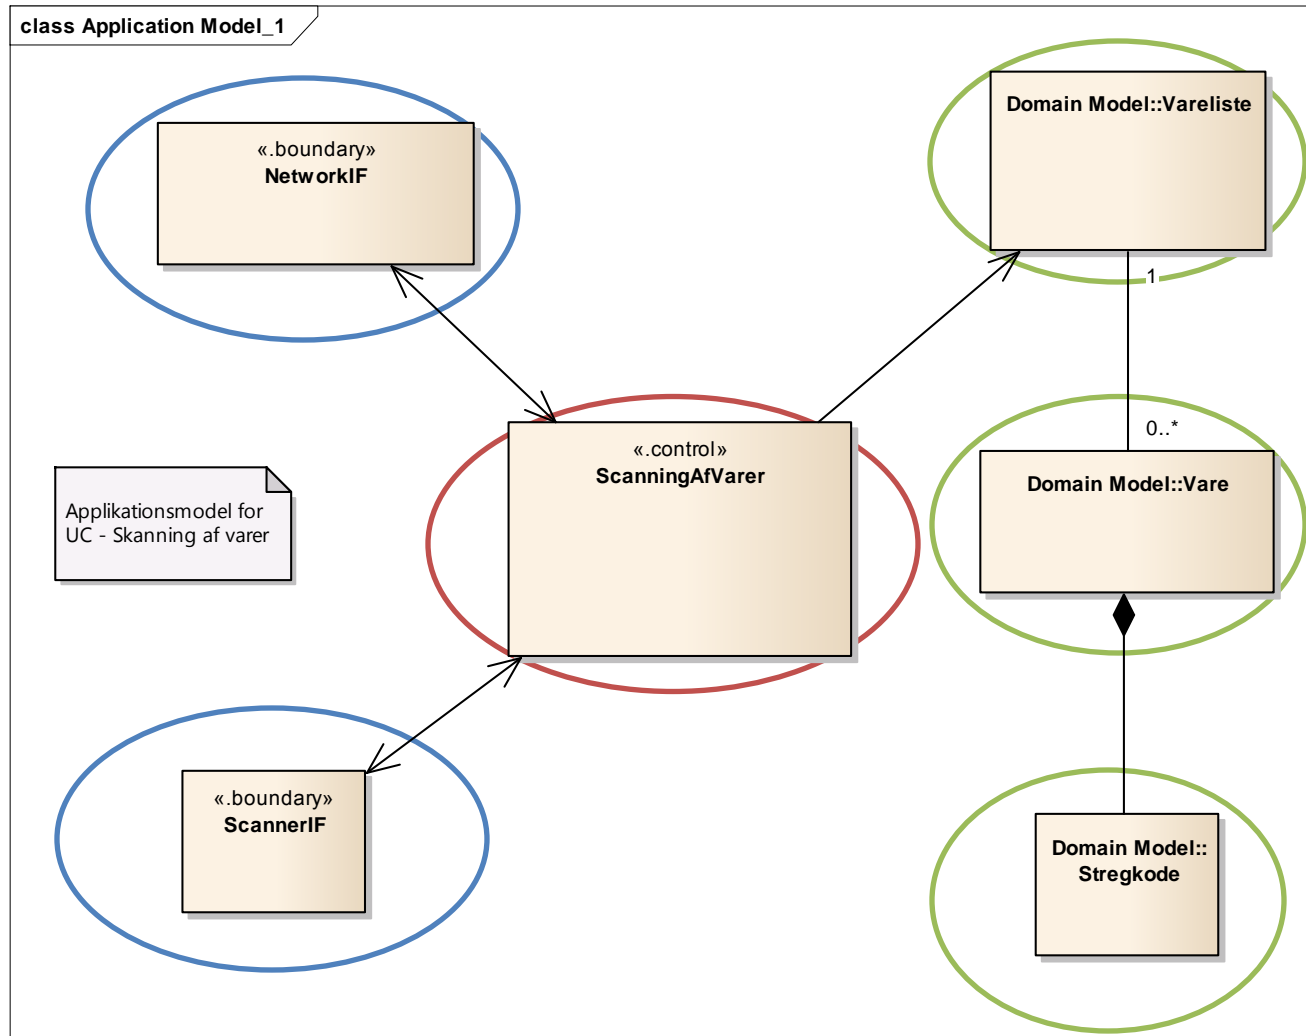 class Application Model_1
«.boundary»
NetworkIF
Domain Model::Vareliste
1
0..*
«.control»
ScanningAfVarer
Domain Model::Vare
Applikationsmodel for
UC - Skanning af varer
«.boundary»
ScannerIF
Domain Model::
Stregkode